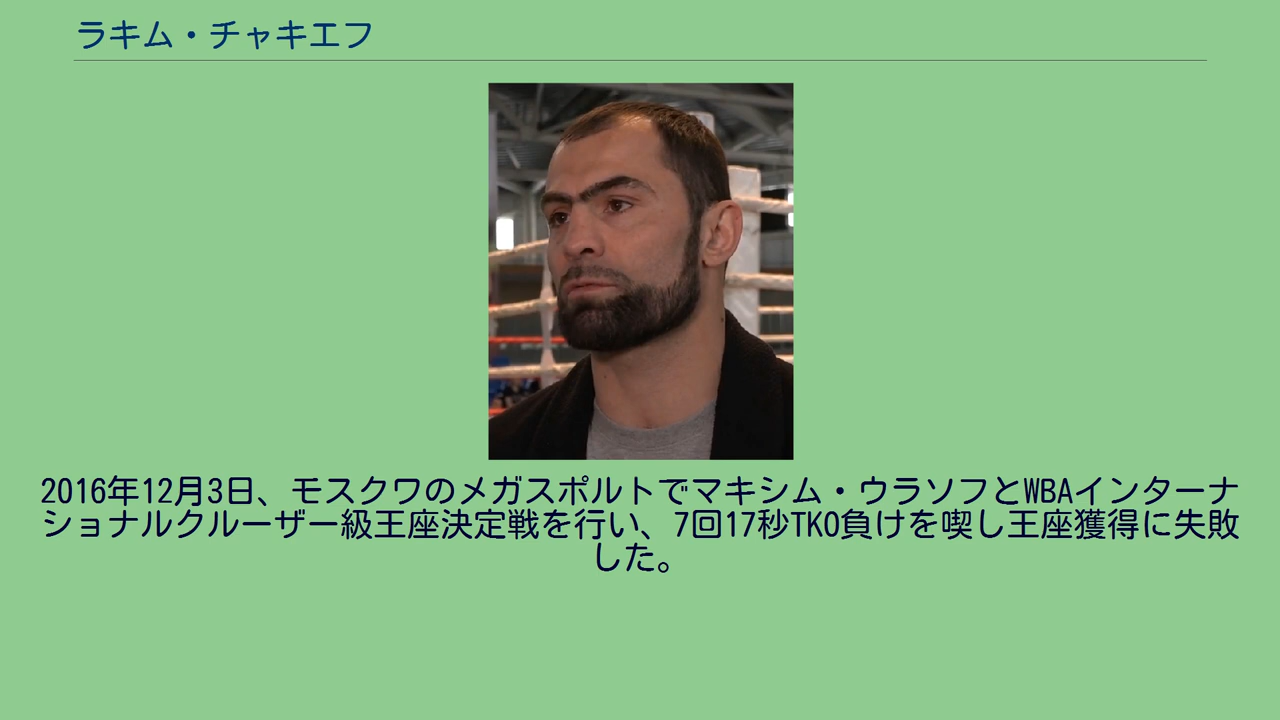 ラキム・チャキエフ
2016年12月3日、モスクワのメガスポルトでマキシム・ウラソフとWBAインターナ
ショナルクルーザー級王座決定戦を行い、7回17秒TKO負けを喫し王座獲得に失敗
した。